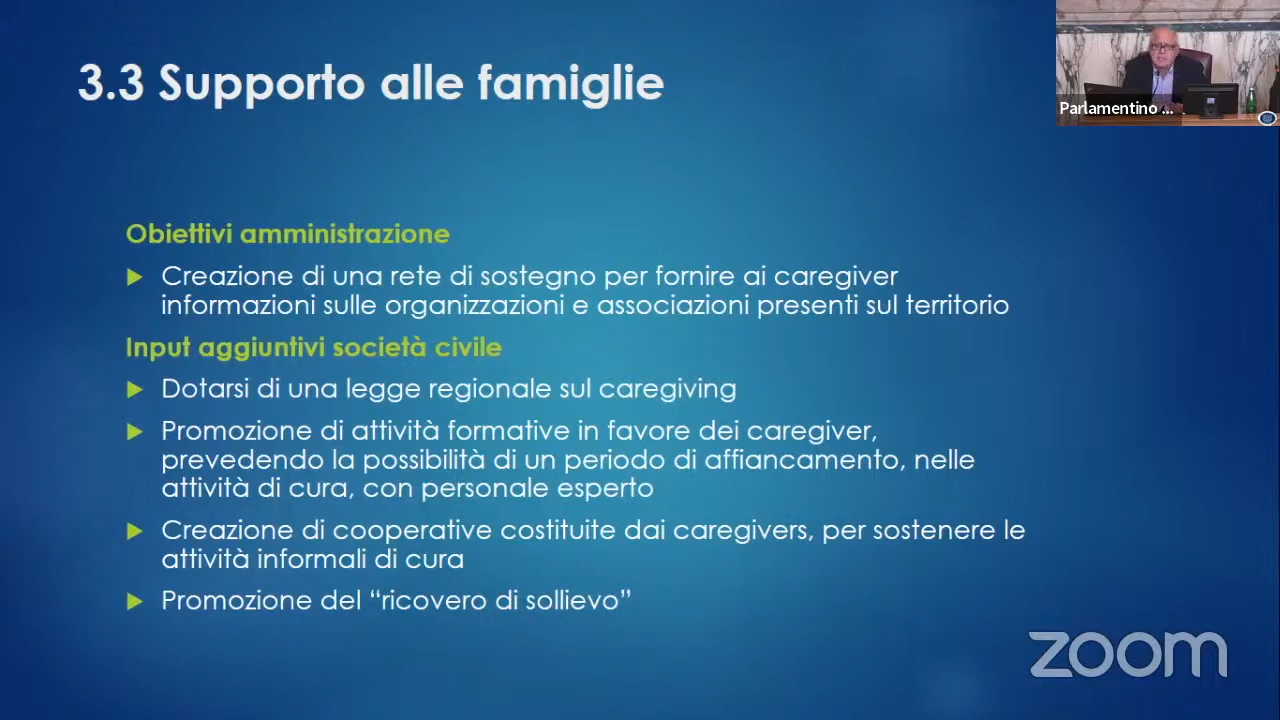 3.3 Supporto alle famiglie
Parlamentino ...
Obiettivi amministrazione
Creazione di una rete di sostegno per fornire ai caregiver
informazioni sulle organizzazioni e associazioni presenti sul territorio
Input aggiuntivi società civile
Dotarsi di una legge regionale sul caregiving
Promozione di attività formative in favore dei caregiver,
prevedendo la possibilità di un periodo di affiancamento, nelle
attività di cura, con personale esperto
Creazione di cooperative costituite dai caregivers, per sostenere le
attività informali di cura
Promozione del “ricovero di sollievo”
zoom